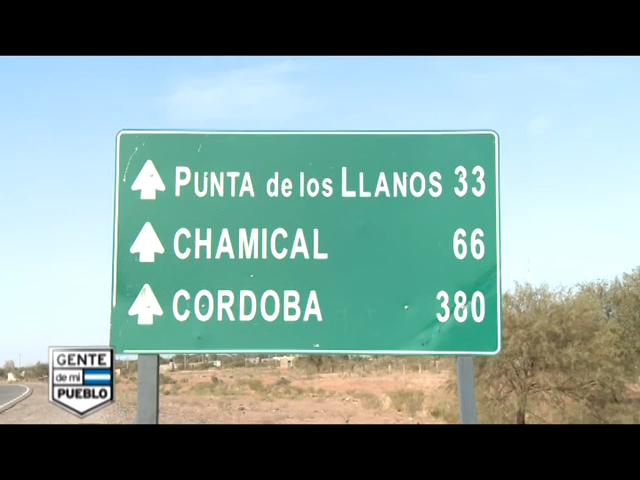 PUNTA de los LLANOS 33
CHAMICAL 66
CORDOBA 380
GENTE
de mi
PUEBLO